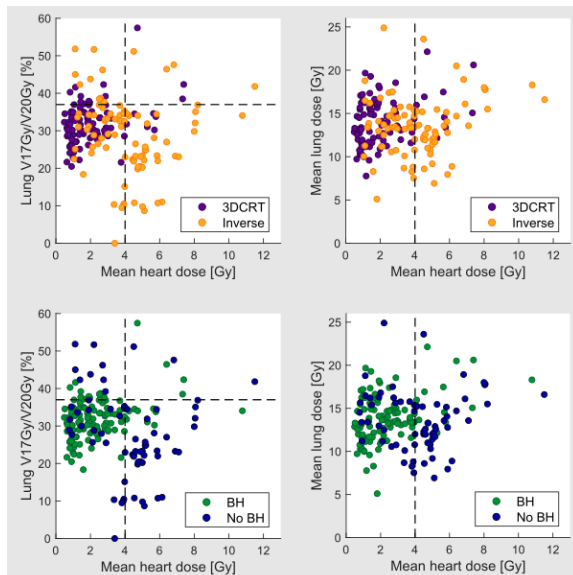 60
50
40
30
20
10
0
Lung V17Gy/V20Gy [%]
0 2 4 6 8 10 12
Mean heart dose [Gy]
3DCRT
Inverse
25
20
15
10
5
0
Mean lung dose [Gy]
0 2 4 6 8 10 12
Mean heart dose [Gy]
3DCRT
Inverse
60
50
40
30
20
10
0
Lung V17Gy/V20Gy [%]
0 2 4 6 8 10 12
Mean heart dose [Gy]
BH
No BH
25
20
15
10
5
0
Mean lung dose [Gy]
0 2 4 6 8 10 12
Mean heart dose [Gy]
BH
No BH